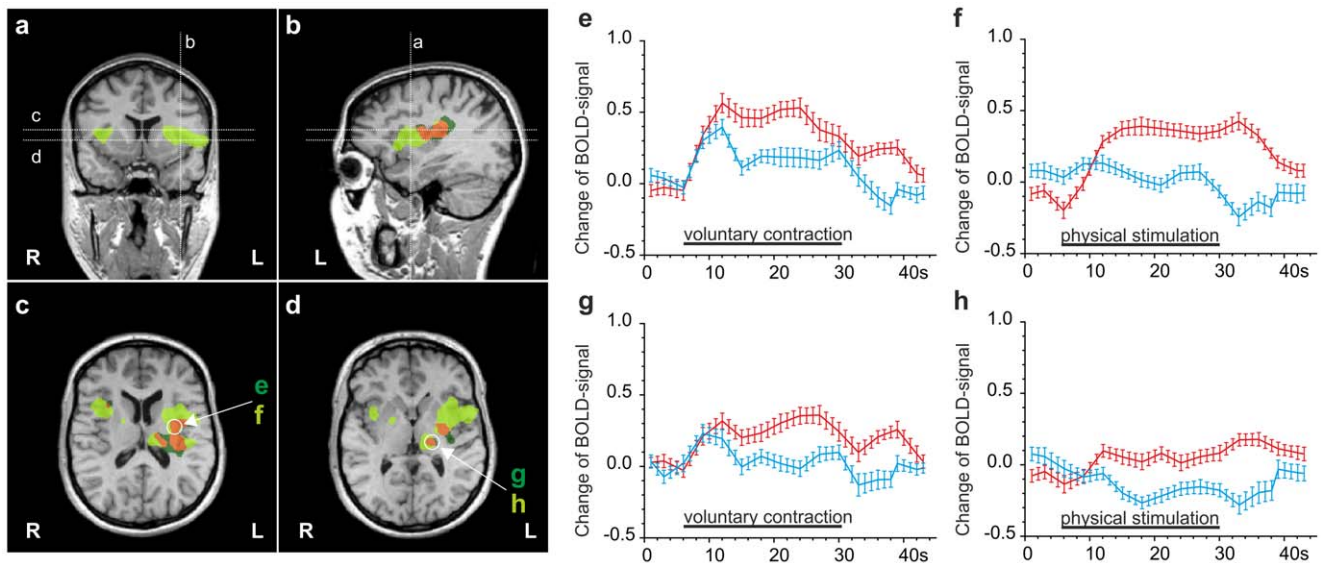 a
b
c
d
R
L
b
a
L
c
e
f
R
L
d
g
h
R
L
e
Change of BOLD-signal
1.0
0.5
0.0
-0.5
voluntary contraction
0 10 20 30 40s
f
Change of BOLD-signal
1.0
0.5
0.0
-0.5
physical stimulation
0 10 20 30 40s
g
Change of BOLD-signal
1.0
0.5
0.0
-0.5
voluntary contraction
0 10 20 30 40s
h
Change of BOLD-signal
1.0
0.5
0.0
-0.5
physical stimulation
0 10 20 30 40s